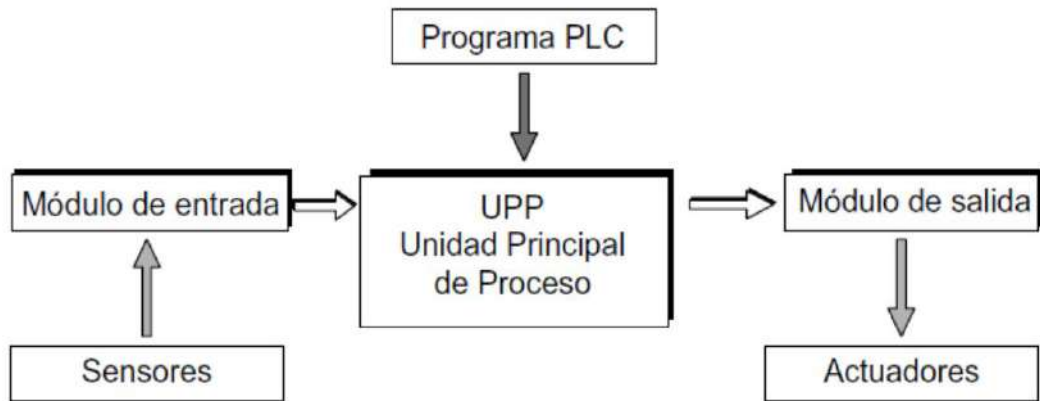 Programa PLC
Módulo de entrada
UPP
Unidad Principal
de Proceso
Módulo de salida
Sensores
Actuadores